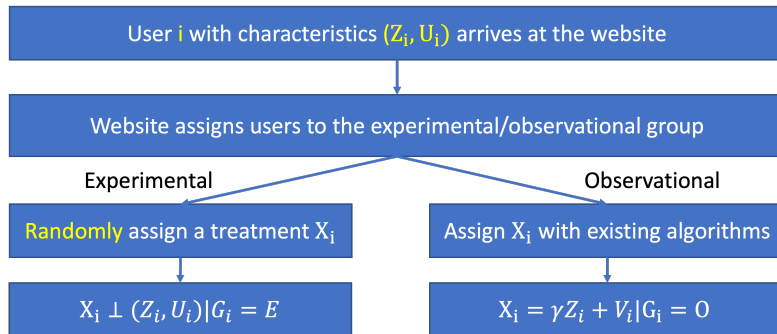 User i with characteristics (Zᵢ, Uᵢ) arrives at the website
Website assigns users to the experimental/observational group
Experimental
Observational
Randomly assign a treatment Xᵢ
Assign Xᵢ with existing algorithms
Xᵢ ⊥ (Zᵢ, Uᵢ)|Gᵢ = E
Xᵢ = γZᵢ + Vᵢ|Gᵢ = O